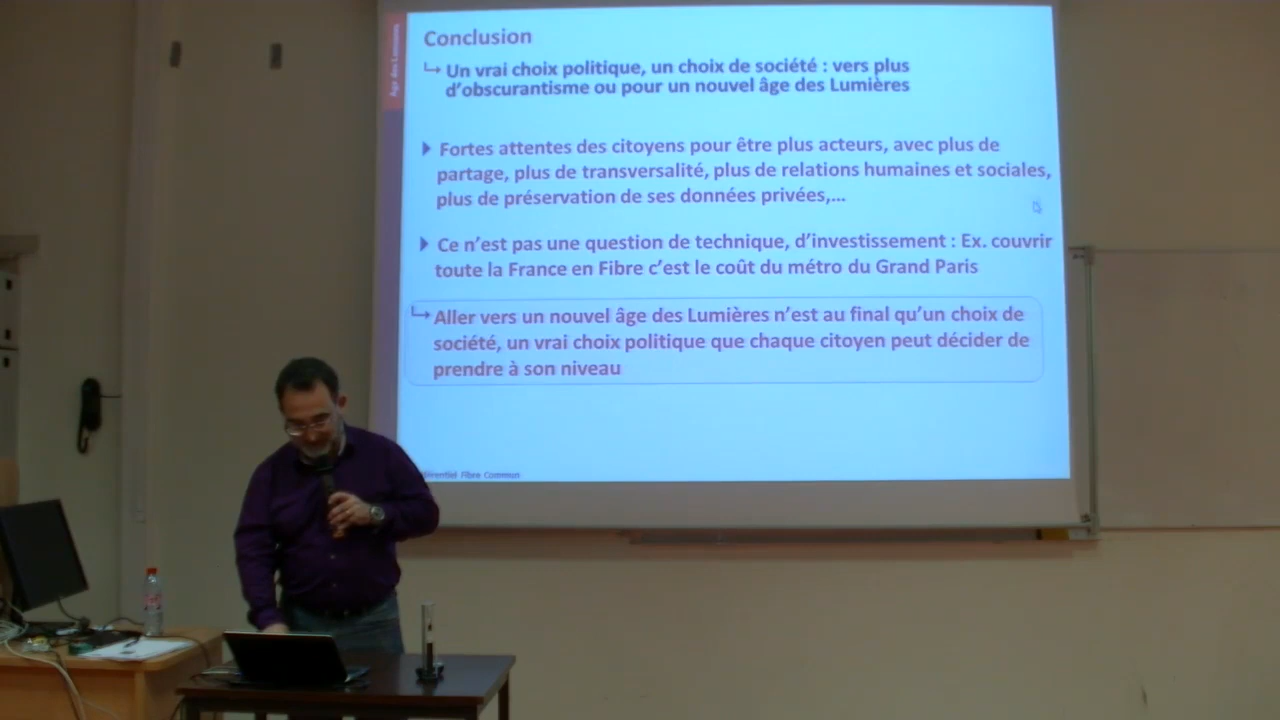 Conclusion
Un vrai choix politique, un choix de société : vers plus
d'obscurantisme ou pour un nouvel âge des Lumières
Fortes attentes des citoyens pour être plus acteurs, avec plus de
partage, plus de transversalité, plus de relations humaines et sociales,
plus de préservation de ses données privées,...
Ce n'est pas une question de technique, d'investissement : Ex. couvrir
toute la France en Fibre c'est le coût du métro du Grand Paris
Aller vers un nouvel âge des Lumières n'est au final qu'un choix de
société, un vrai choix politique que chaque citoyen peut décider de
prendre à son niveau
Fibre Commun